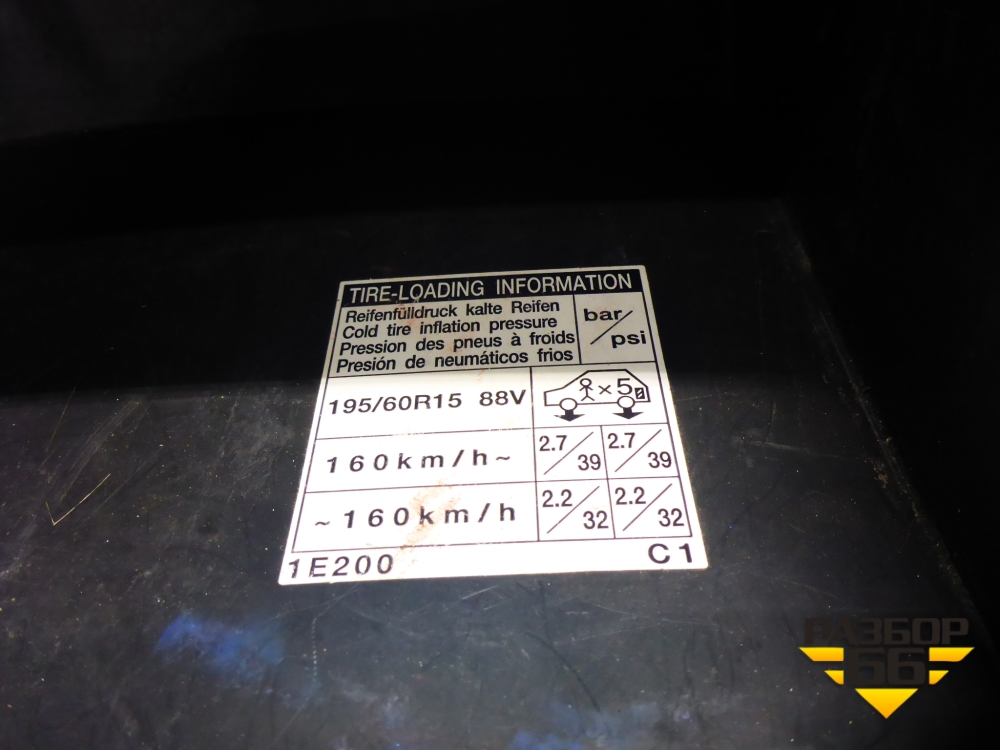 TIRE-LOADING INFORMATION
Reifenfülldruck kalte Reifen
Cold tire inflation pressure
Pression des pneus à froids
Presión de neumáticos frios
bar/psi
195/60R15 88V ×5
160km/h~ 2.7/39 2.7/39
~160km/h 2.2/32 2.2/32
1E200 C1
РАЗБОР
66